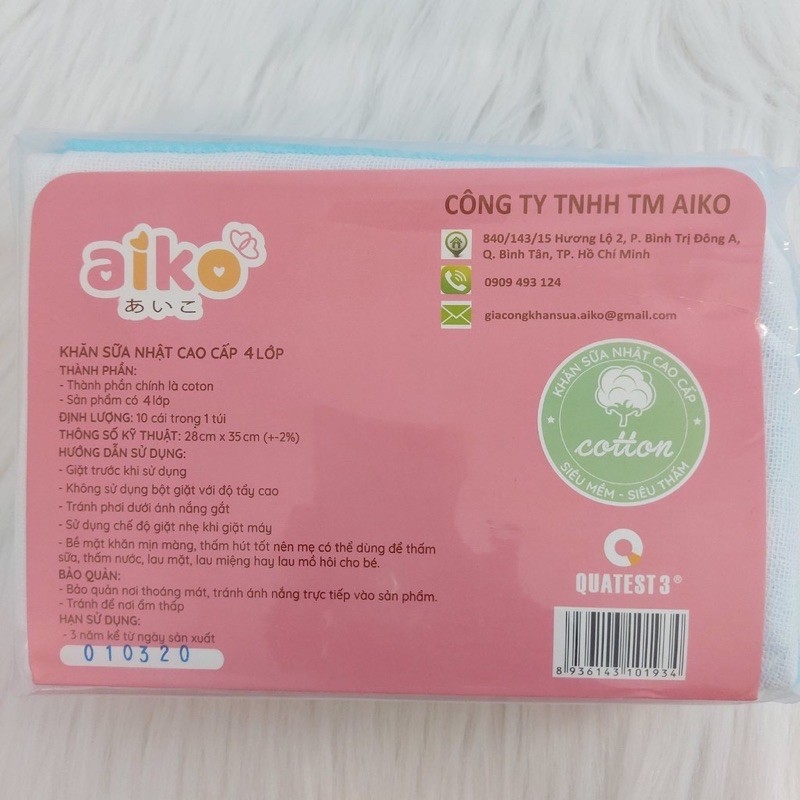 aiko
あいこ
CÔNG TY TNHH TM AIKO
840/143/15 Hương Lộ 2, P. Bình Trị Đông A,
Q. Bình Tân, TP. Hồ Chí Minh
0909 493 124
giacongkhansua.aiko@gmail.com
KHĂN SỮA NHẬT CAO CẤP 4 LỚP
THÀNH PHẦN:
- Thành phần chính là coton
- Sản phẩm có 4 lớp
ĐỊNH LƯỢNG: 10 cái trong 1 túi
THÔNG SỐ KỸ THUẬT: 28cm x 35cm (+-2%)
HƯỚNG DẪN SỬ DỤNG:
- Giặt trước khi sử dụng
- Không sử dụng bột giặt với độ tẩy cao
- Tránh phơi dưới ánh nắng gắt
- Sử dụng chế độ giặt nhẹ khi giặt máy
- Bề mặt khăn mịn màng, thấm hút tốt nên mẹ có thể dùng để thấm
sữa, thấm nước, lau mặt, lau miệng hay lau mồ hôi cho bé.
BẢO QUẢN:
- Bảo quản nơi thoáng mát, tránh ánh nắng trực tiếp vào sản phẩm.
- Tránh để nơi ẩm thấp
HẠN SỬ DỤNG:
- 3 năm kể từ ngày sản xuất
010320
KHĂN SỮA NHẬT CAO CẤP
cotton
SIÊU MỀM - SIÊU THẤM
QUATEST 3®
8 936143 101934